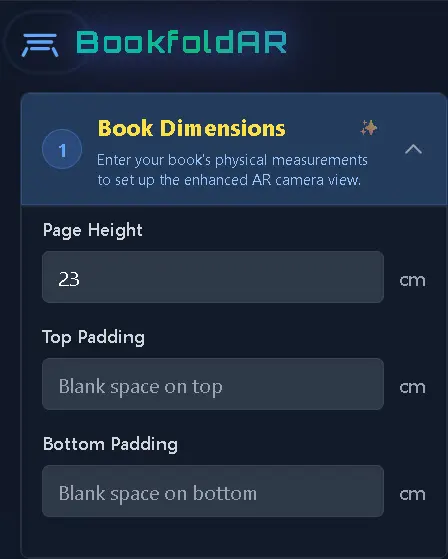 BookfoldAR
1
Book Dimensions
Enter your book's physical measurements
to set up the enhanced AR camera view.
Page Height
23
cm
Top Padding
Blank space on top
cm
Bottom Padding
Blank space on bottom
cm